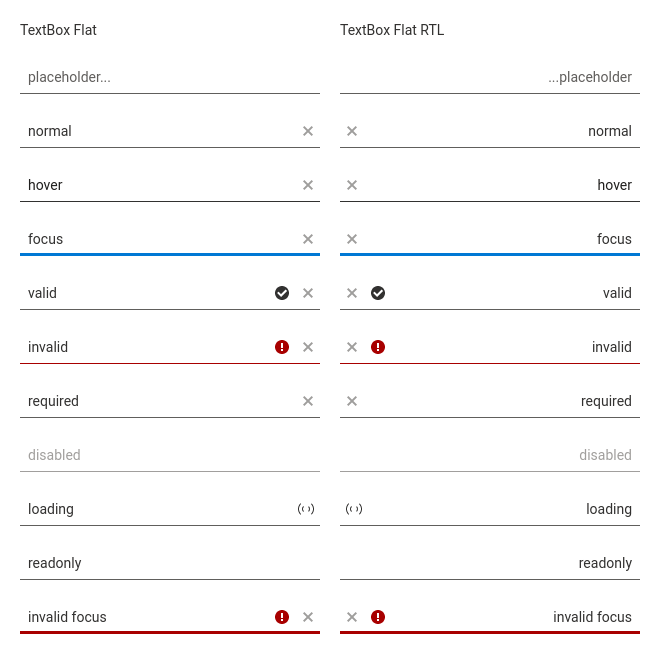 TextBox Flat
TextBox Flat RTL
placeholder...
...placeholder
normal
normal
hover
hover
focus
focus
valid
valid
invalid
invalid
required
required
disabled
disabled
loading
loading
readonly
readonly
invalid focus
invalid focus